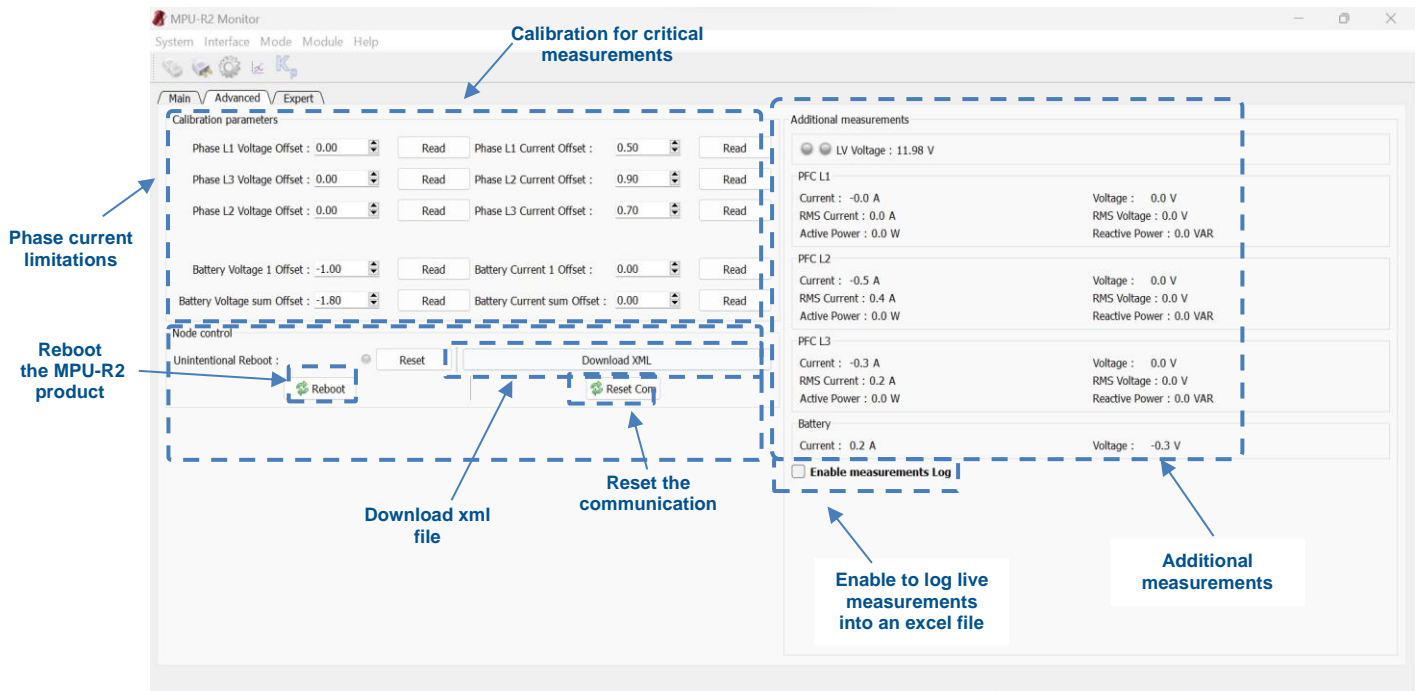 MPU-R2 Monitor
System Interface Mode Module Help
Kp
Calibration for critical
measurements
Main Advanced Expert
Calibration parameters
Phase L1 Voltage Offset : 0.00 Read Phase L1 Current Offset : 0.50 Read
Phase L3 Voltage Offset : 0.00 Read Phase L2 Current Offset : 0.90 Read
Phase L2 Voltage Offset : 0.00 Read Phase L3 Current Offset : 0.70 Read
Battery Voltage 1 Offset : -1.00 Read Battery Current 1 Offset : 0.00 Read
Battery Voltage sum Offset : -1.80 Read Battery Current sum Offset : 0.00 Read
Phase current
limitations
Node control
Unintentional Reboot : Reset Download XML
Reboot Reset Com
Reboot
the MPU-R2
product
Download xml
file
Reset the
communication
Additional measurements
LV Voltage : 11.98 V
PFC L1
Current : -0.0 A Voltage : 0.0 V
RMS Current : 0.0 A RMS Voltage : 0.0 V
Active Power : 0.0 W Reactive Power : 0.0 VAR
PFC L2
Current : -0.5 A Voltage : 0.0 V
RMS Current : 0.4 A RMS Voltage : 0.0 V
Active Power : 0.0 W Reactive Power : 0.0 VAR
PFC L3
Current : -0.3 A Voltage : 0.0 V
RMS Current : 0.2 A RMS Voltage : 0.0 V
Active Power : 0.0 W Reactive Power : 0.0 VAR
Battery
Current : 0.2 A Voltage : -0.3 V
Enable measurements Log
Enable to log live
measurements
into an excel file
Additional
measurements